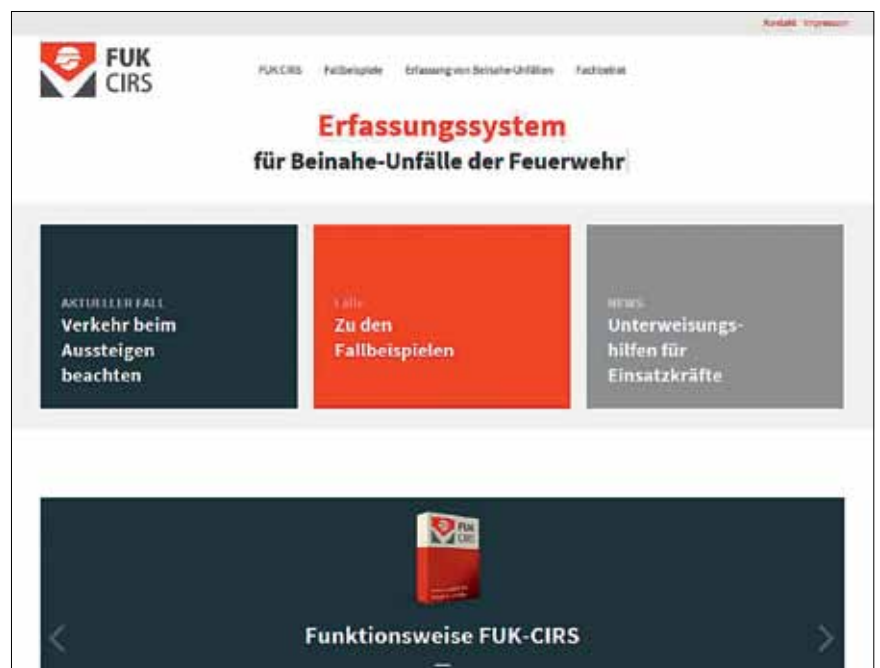 Kontakt Impressum
FUK
CIRS
FUK CIRS Fallbeispiele Erfassung von Beinahe-Unfällen Fachbeirat
Erfassungssystem
für Beinahe-Unfälle der Feuerwehr
AKTUELLER FALL
Verkehr beim
Aussteigen
beachten
Fälle
Zu den
Fallbeispielen
NEWS
Unterweisungs-
hilfen für
Einsatzkräfte
FUK
CIRS
Funktionsweise FUK-CIRS